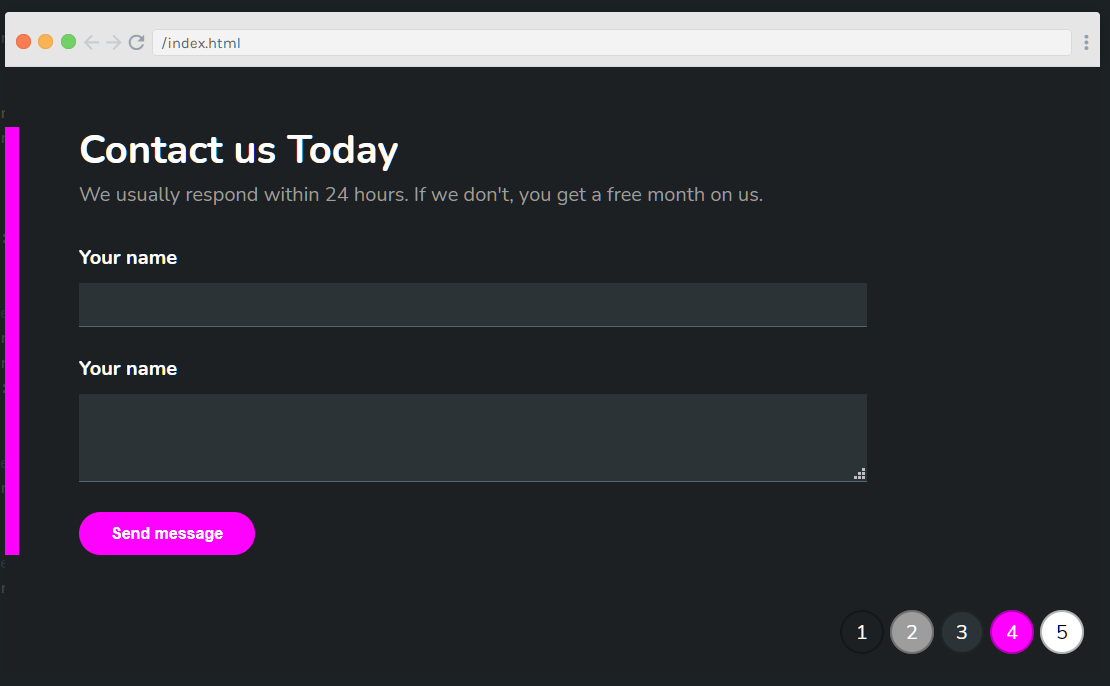 /index.html
Contact us Today
We usually respond within 24 hours. If we don't, you get a free month on us.
Your name
Your name
Send message
1 2 3 4 5